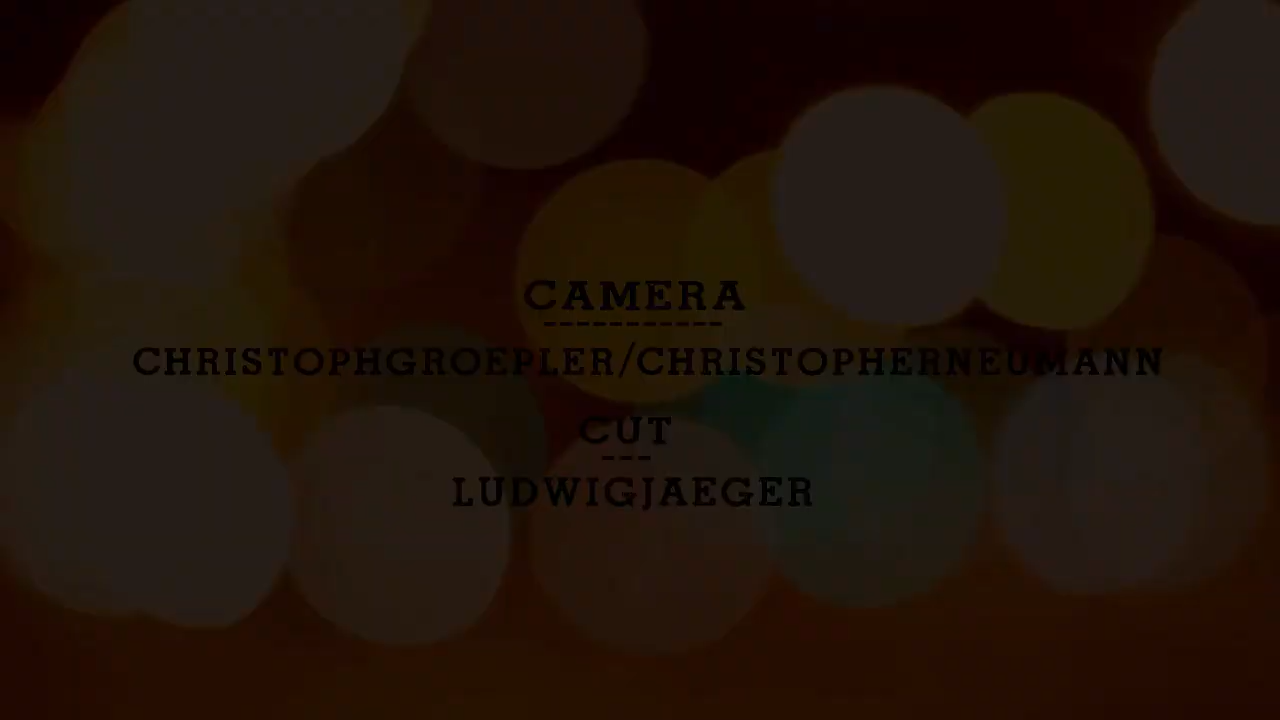 CAMERA
-----------
CHRISTOPHGROEPLER/CHRISTOPHERNEUMANN
CUT
---
LUDWIGJAEGER